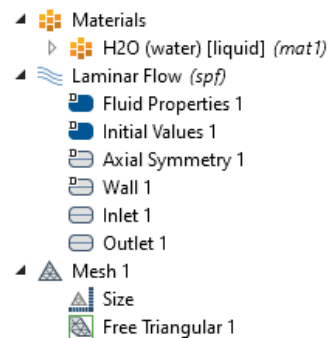 Materials
H2O (water) [liquid] (mat1)
Laminar Flow (spf)
Fluid Properties 1
Initial Values 1
Axial Symmetry 1
Wall 1
Inlet 1
Outlet 1
Mesh 1
Size
Free Triangular 1